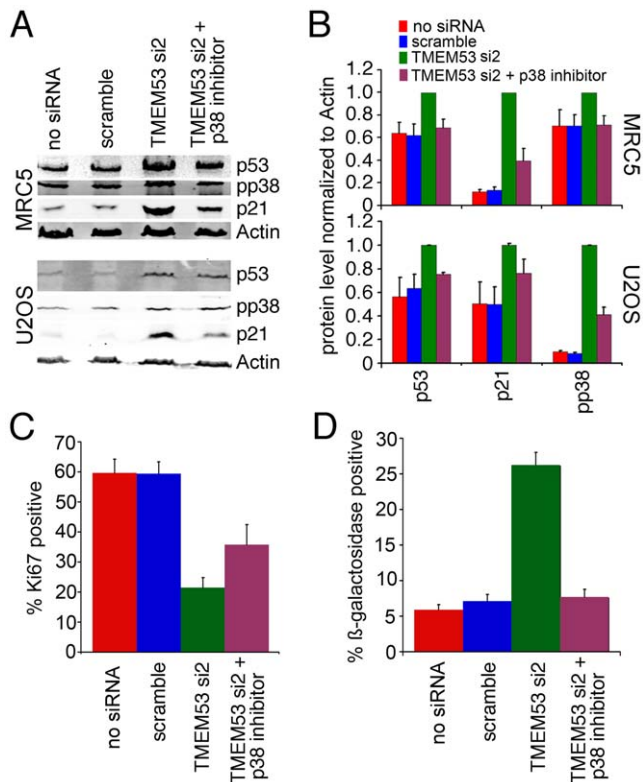 A
no siRNA
scramble
TMEM53 si2
TMEM53 si2 +
p38 inhibitor
MRC5
p53
pp38
p21
Actin
U2OS
p53
pp38
p21
Actin
B
no siRNA
scramble
TMEM53 si2
TMEM53 si2 + p38 inhibitor
protein level normalized to Actin
1.0
0.8
0.6
0.4
0.2
0
MRC5
1.0
0.8
0.6
0.4
0.2
0
U2OS
p53
p21
pp38
C
% Ki67 positive
70
60
50
40
30
20
10
0
no siRNA
scramble
TMEM53 si2
TMEM53 si2 +
p38 inhibitor
D
% ß-galactosidase positive
30
25
20
15
10
5
0
no siRNA
scramble
TMEM53 si2
TMEM53 si2 +
p38 inhibitor